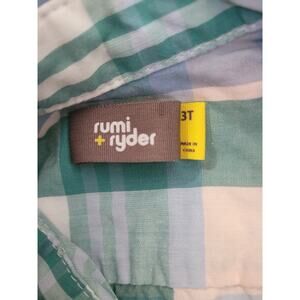 rumi
+ ryder
3T
MADE IN
CHINA